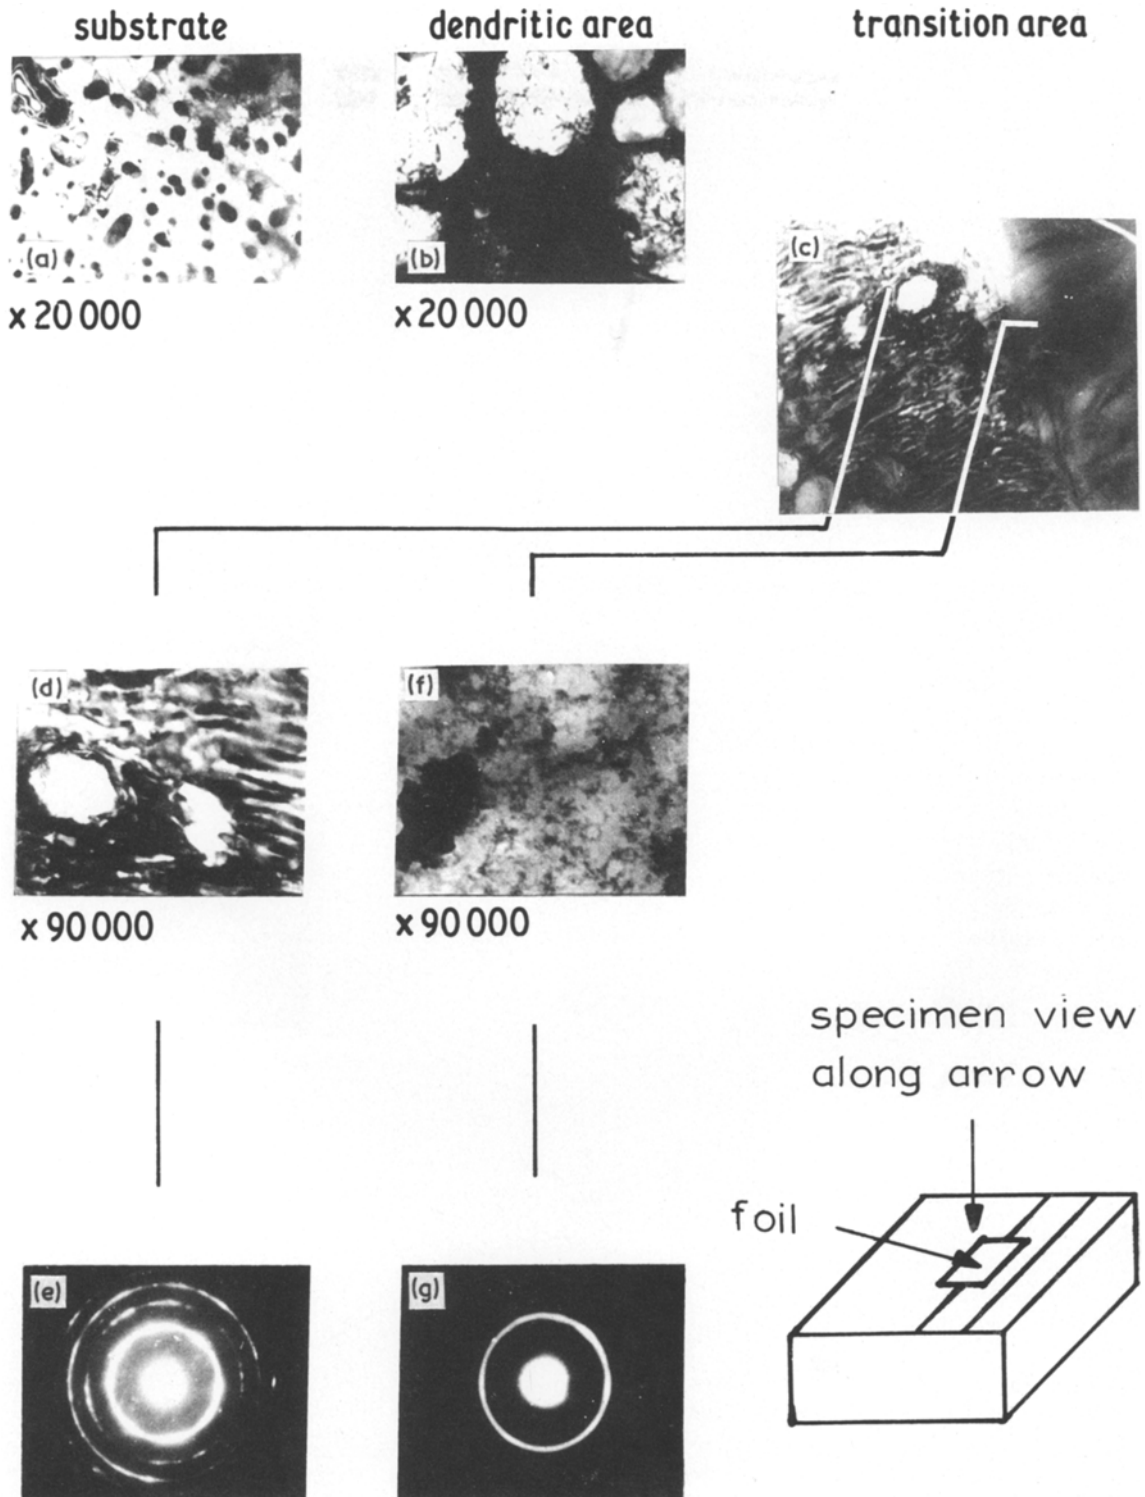 substrate
dendritic area
transition area
(a)
(b)
x 20 000
x 20 000
(c)
(d)
(f)
x 90 000
x 90 000
specimen view
along arrow
foil
(e)
(g)